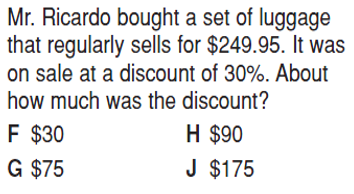 Mr. Ricardo bought a set of luggage
that regularly sells for $249.95. It was
on sale at a discount of 30%. About
how much was the discount?
F $30 H $90
G $75 J $175